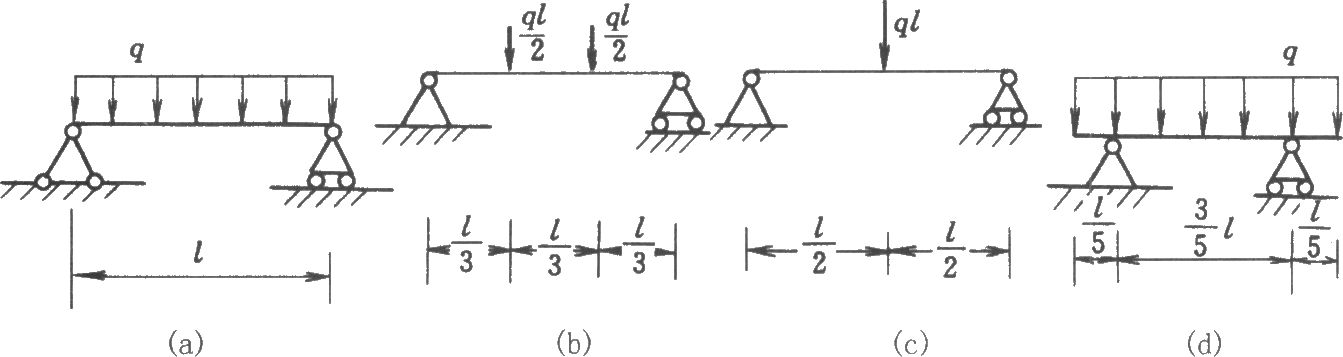 q
l
(a)
ql/2 ql/2
l/3 l/3 l/3
(b)
ql
l/2 l/2
(c)
q
l/5 3/5 l l/5
(d)